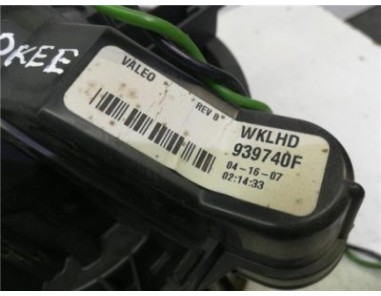 OKEE
VALEO
REV B
WKLHD
939740F
04-16-07
02:14:33